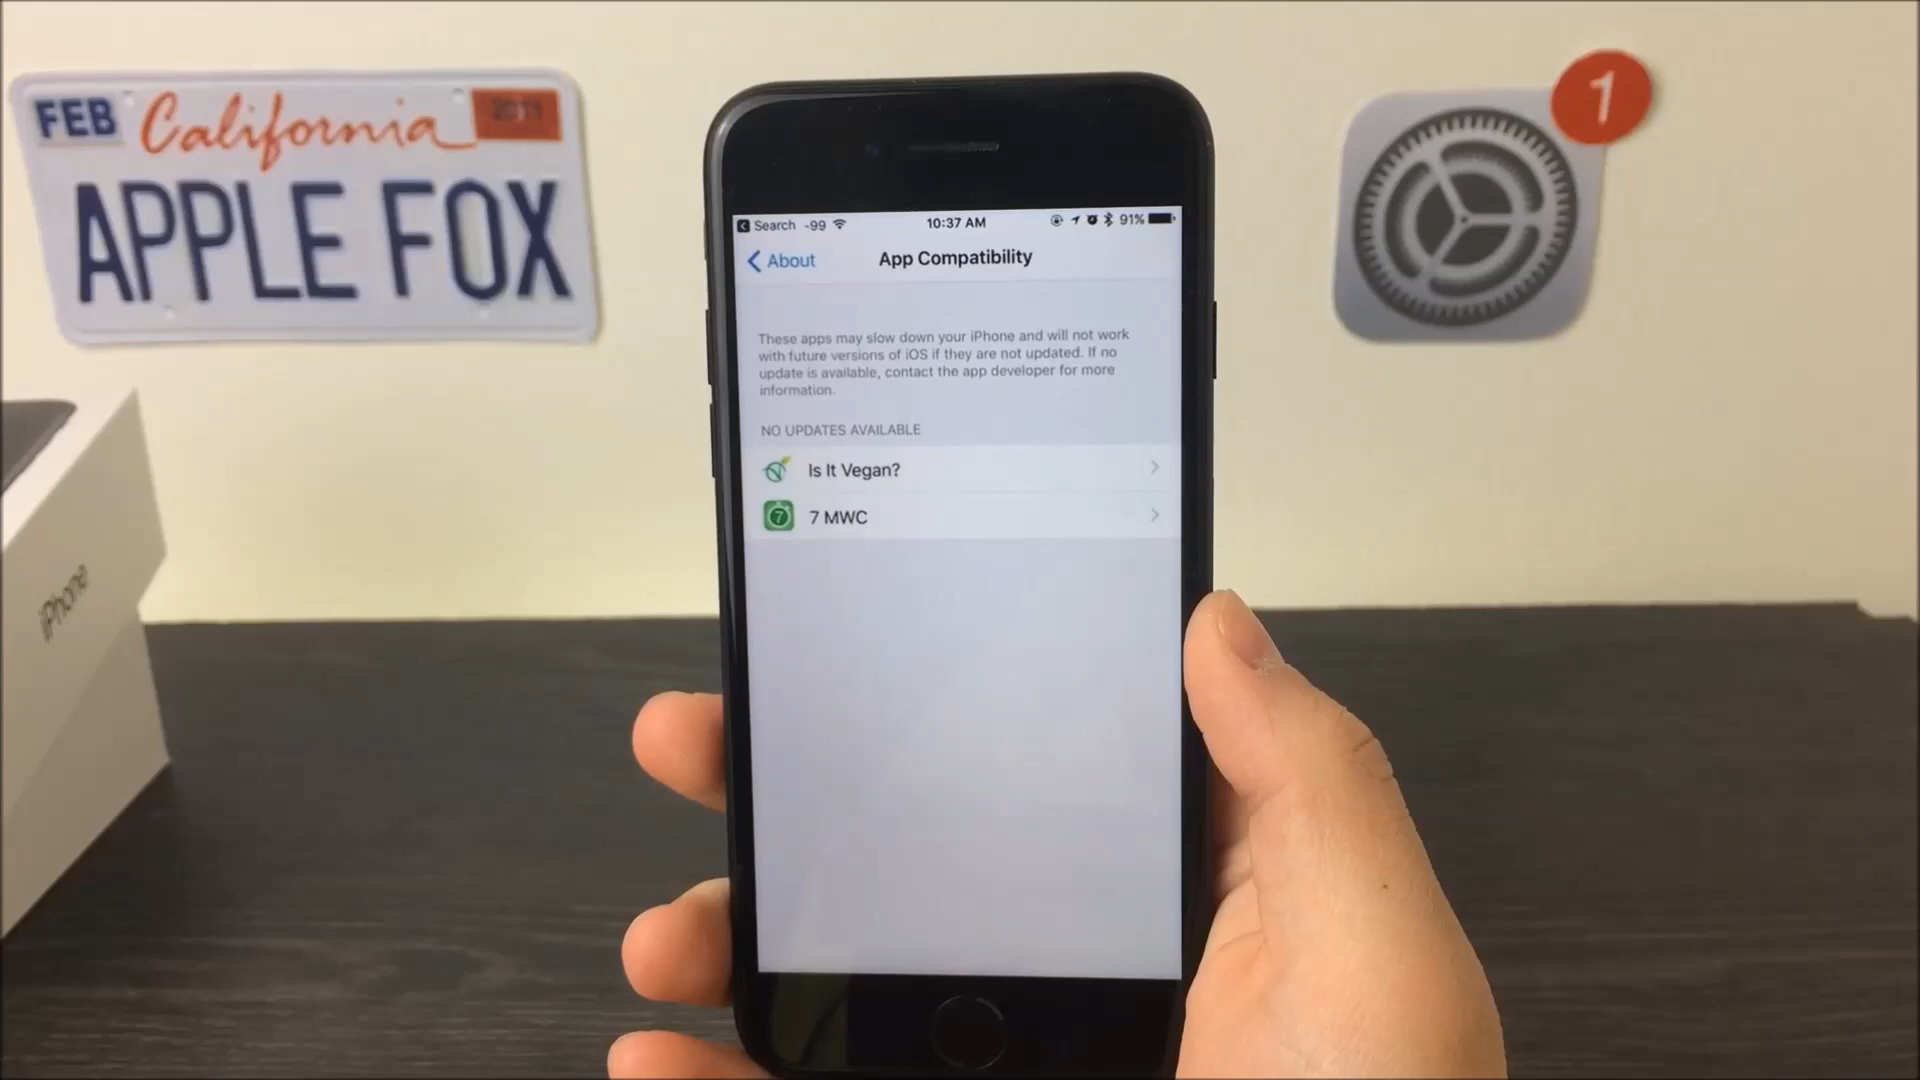 FEB California 2011
APPLE FOX
1
Search -99 10:37 AM 91%
About App Compatibility
These apps may slow down your iPhone and will not work
with future versions of iOS if they are not updated. If no
update is available, contact the app developer for more
information.
NO UPDATES AVAILABLE
Is It Vegan?
7 7 MWC
iPhone